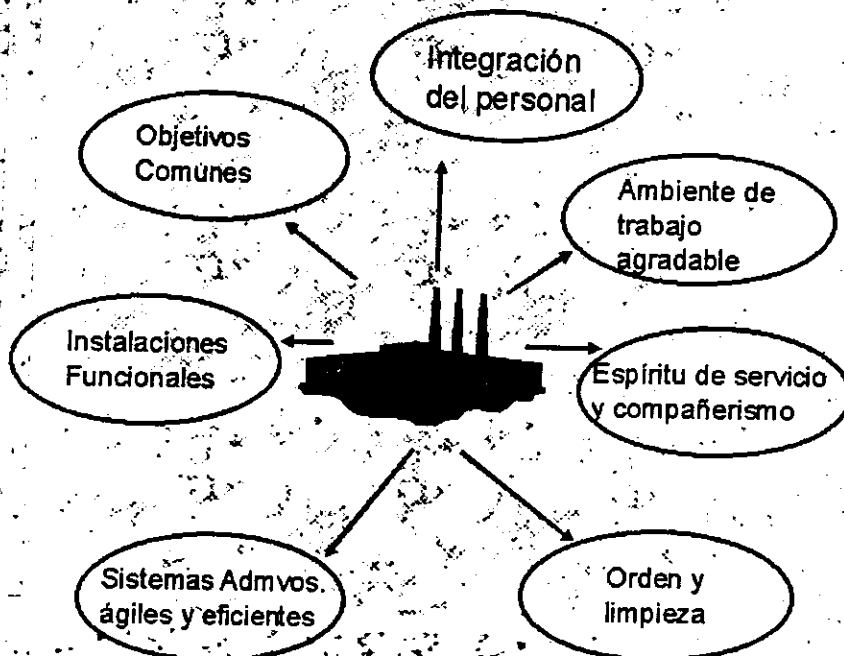 Integración
del personal
Objetivos
Comunes
Ambiente de
trabajo
agradable
Instalaciones
Funcionales
Espíritu de servicio
y compañerismo
Sistemas Admvos.
ágiles y eficientes
Orden y
limpieza